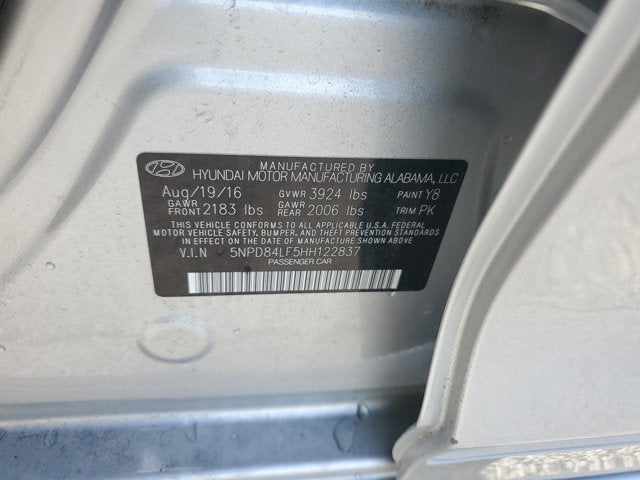 MANUFACTURED BY
HYUNDAI MOTOR MANUFACTURING ALABAMA, LLC
Aug/19/16 GVWR 3924 lbs PAINT Y8
GAWR FRONT 2183 lbs GAWR REAR 2006 lbs TRIM PK
THIS VEHICLE CONFORMS TO ALL APPLICABLE U.S.A. FEDERAL
MOTOR VEHICLE SAFETY, BUMPER, AND THEFT PREVENTION
STANDARDS IN EFFECT ON THE DATE OF MANUFACTURE SHOWN ABOVE.
V.I.N 5NPD84LF5HH122837
PASSENGER CAR